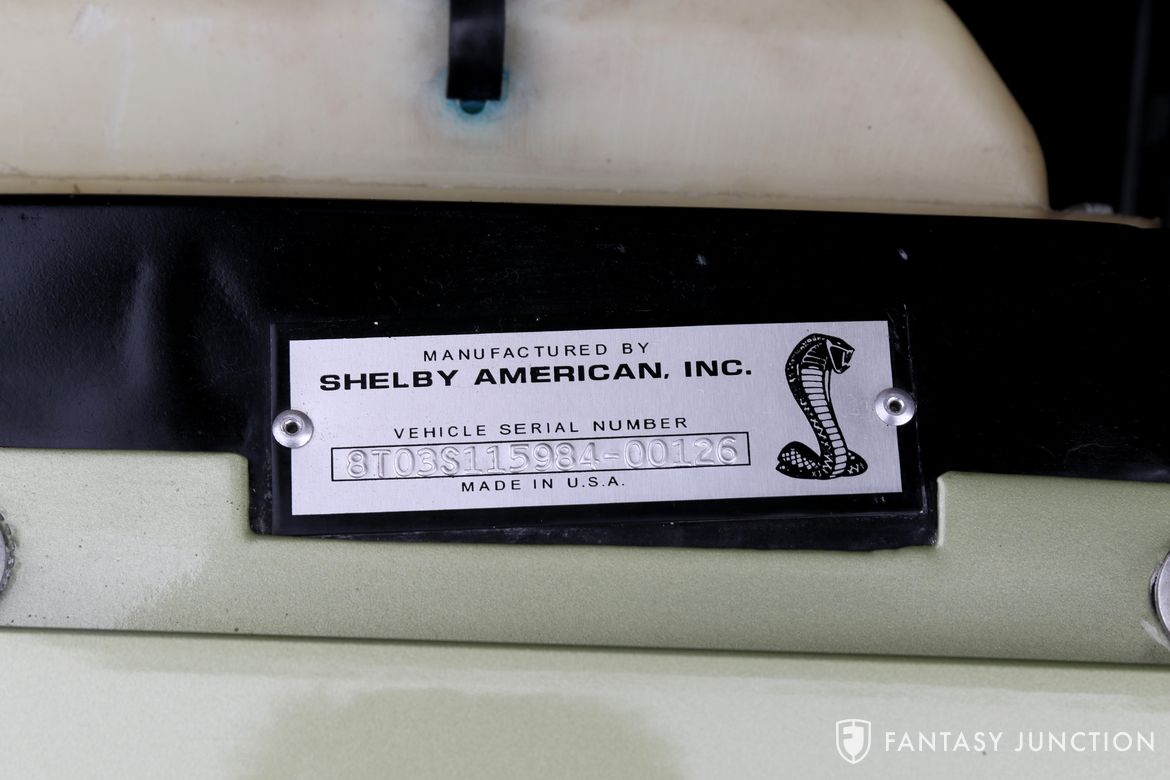 MANUFACTURED BY
SHELBY AMERICAN, INC.
VEHICLE SERIAL NUMBER
8T03S115984-00126
MADE IN U.S.A.
FANTASY JUNCTION